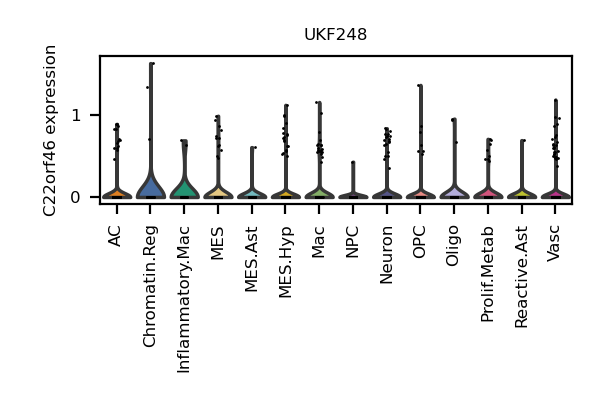 UKF248
C22orf46 expression
1
0
AC
Chromatin.Reg
Inflammatory.Mac
MES
MES.Ast
MES.Hyp
Mac
NPC
Neuron
OPC
Oligo
Prolif.Metab
Reactive.Ast
Vasc